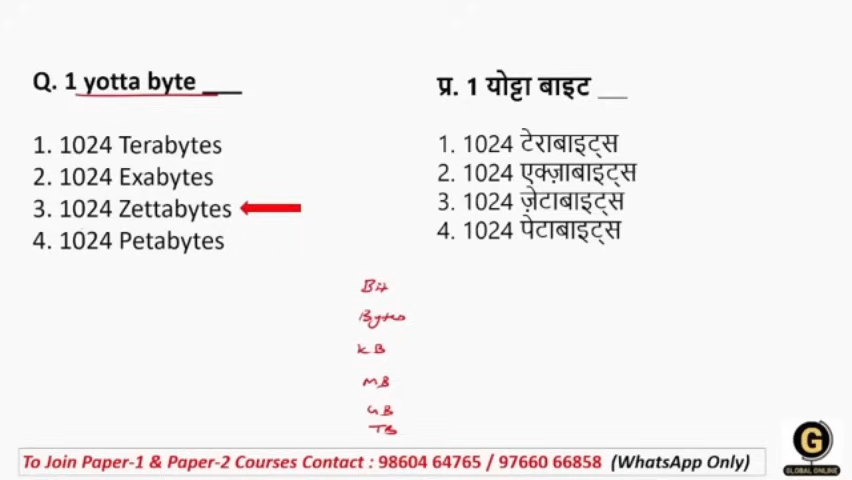 Q. 1 yotta byte ___
1. 1024 Terabytes
2. 1024 Exabytes
3. 1024 Zettabytes
4. 1024 Petabytes
प्र. 1 योट्टा बाइट __
1. 1024 टेराबाइट्स
2. 1024 एक्ज़ाबाइट्स
3. 1024 ज़ेटाबाइट्स
4. 1024 पेटाबाइट्स
Bit
Bytes
KB
MB
GB
TB
To Join Paper-1 & Paper-2 Courses Contact : 98604 64765 / 97660 66858 (WhatsApp Only)
G
GLOBAL ONLINE